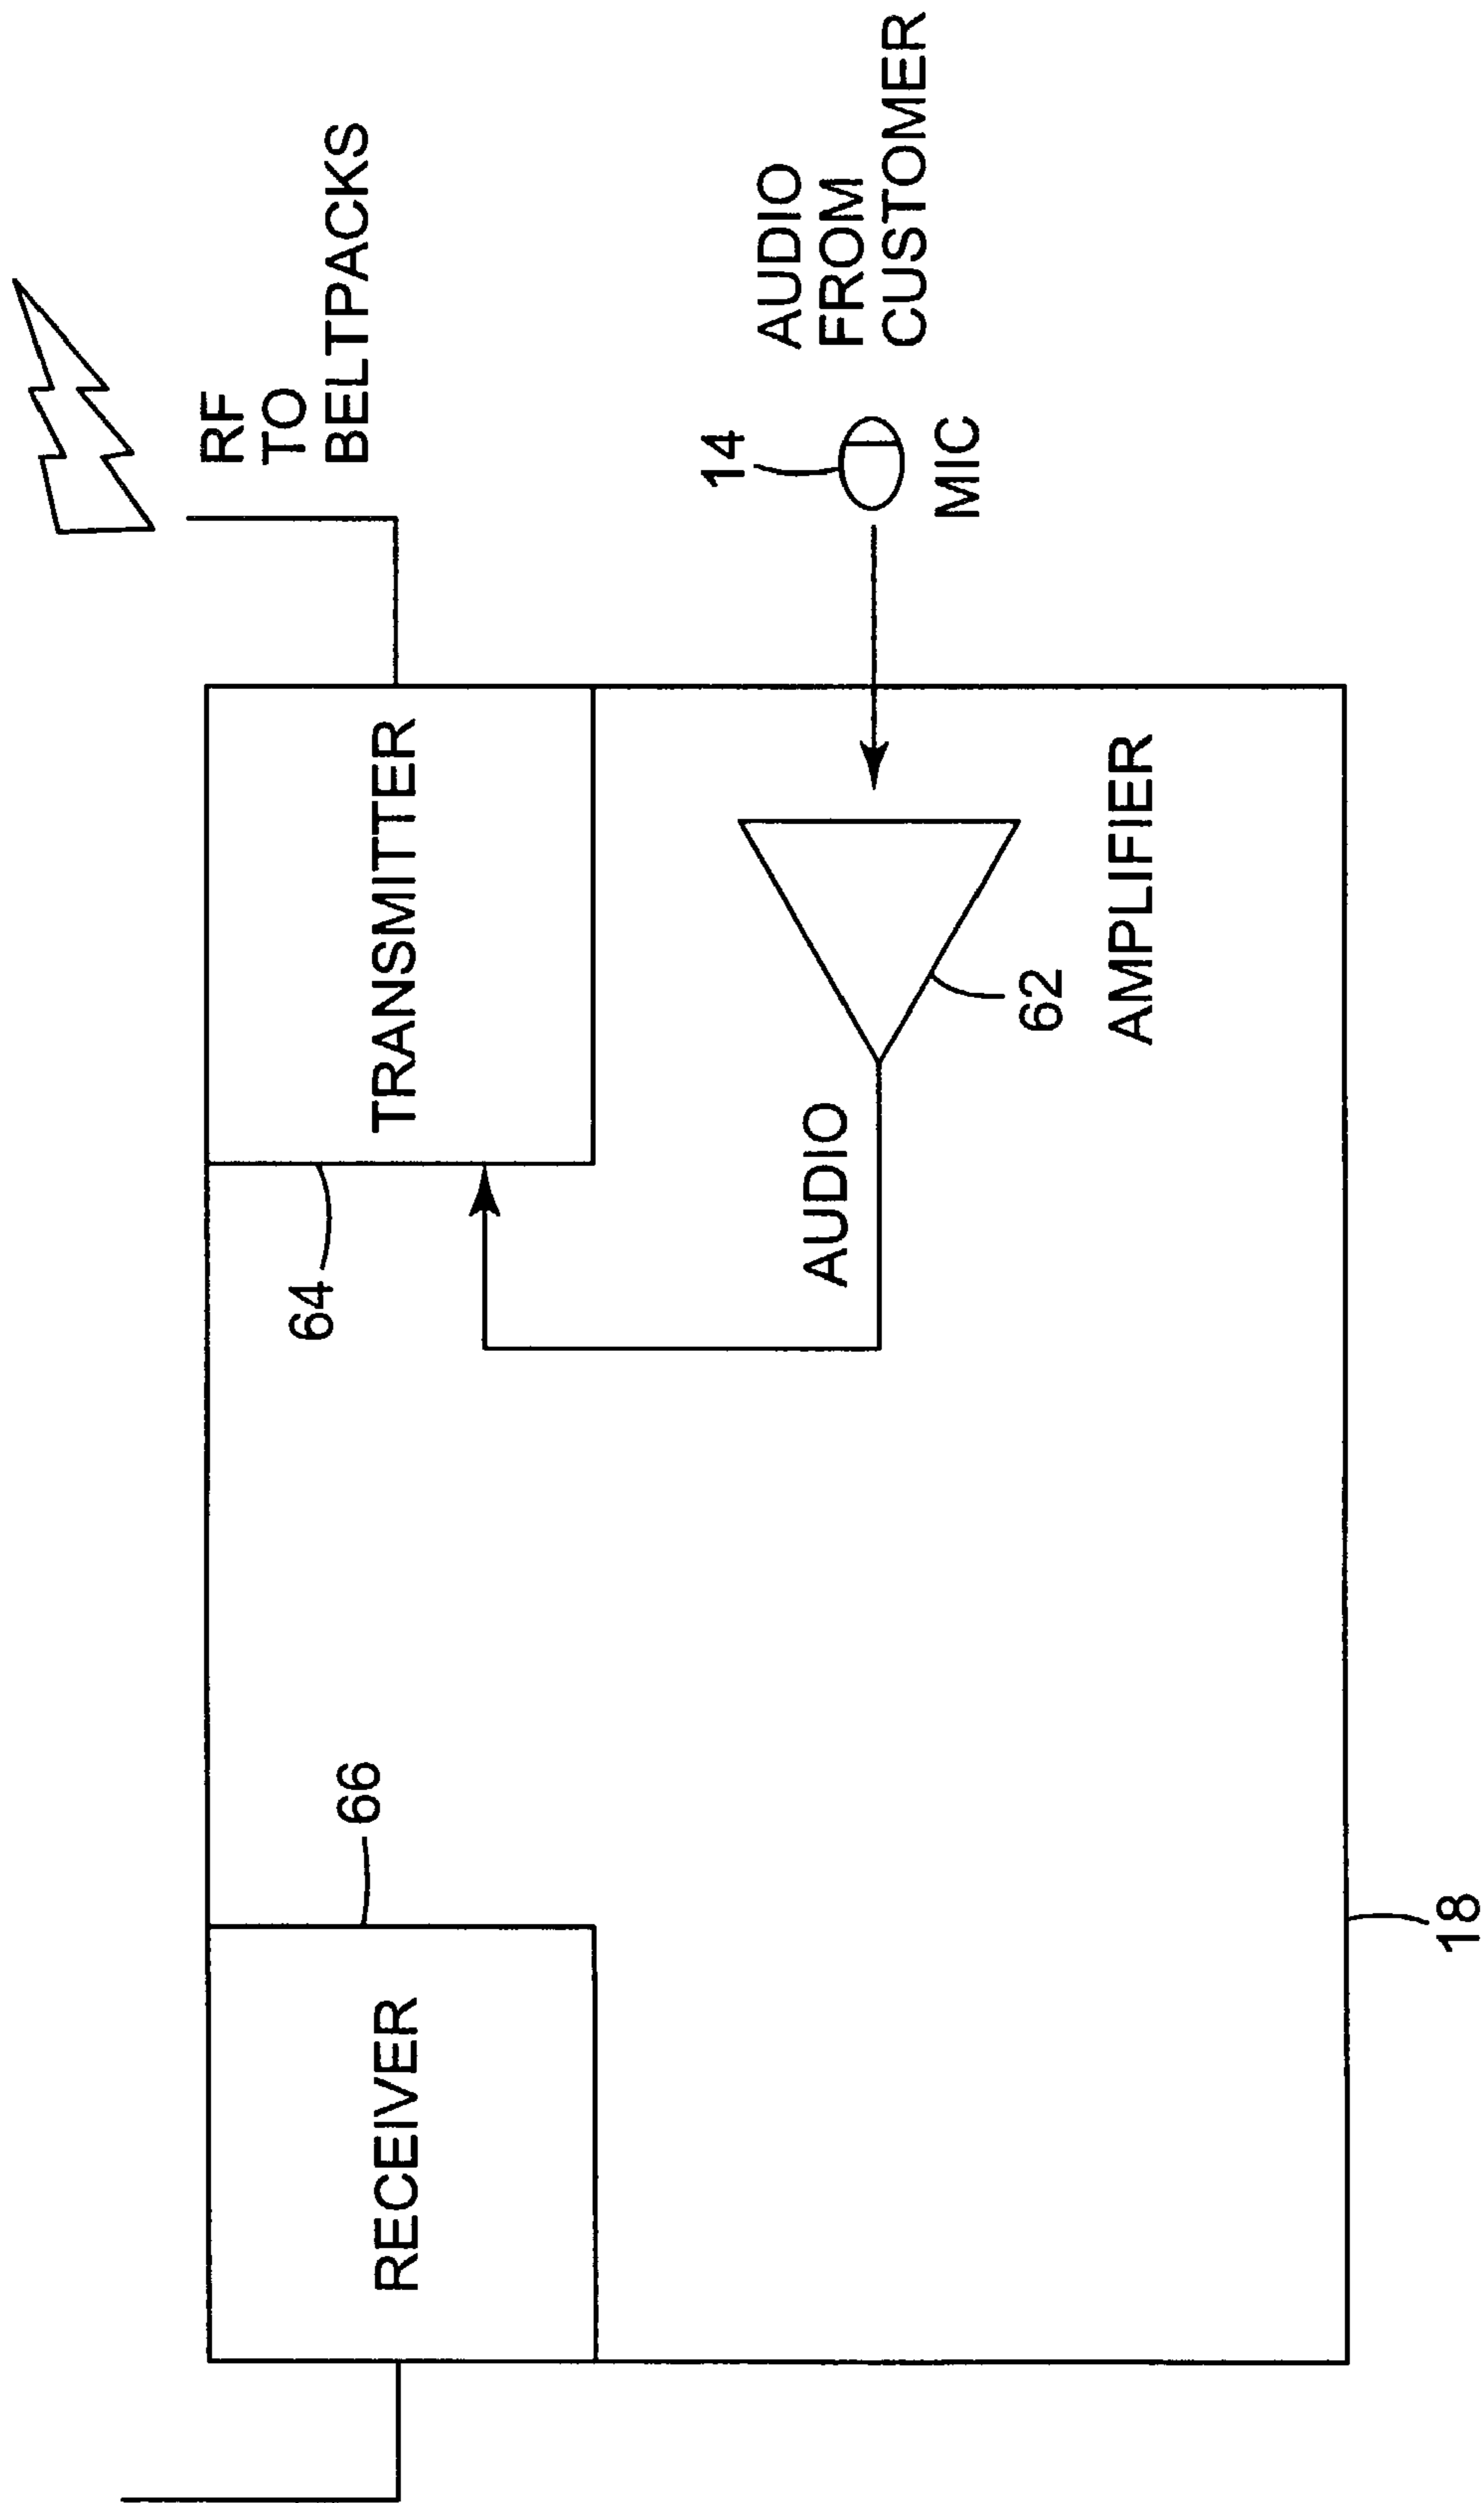 RF
TO
BELTPACKS
66
64
RECEIVER
TRANSMITTER
14
AUDIO
FROM
CUSTOMER
AUDIO
MIC
62
AMPLIFIER
18